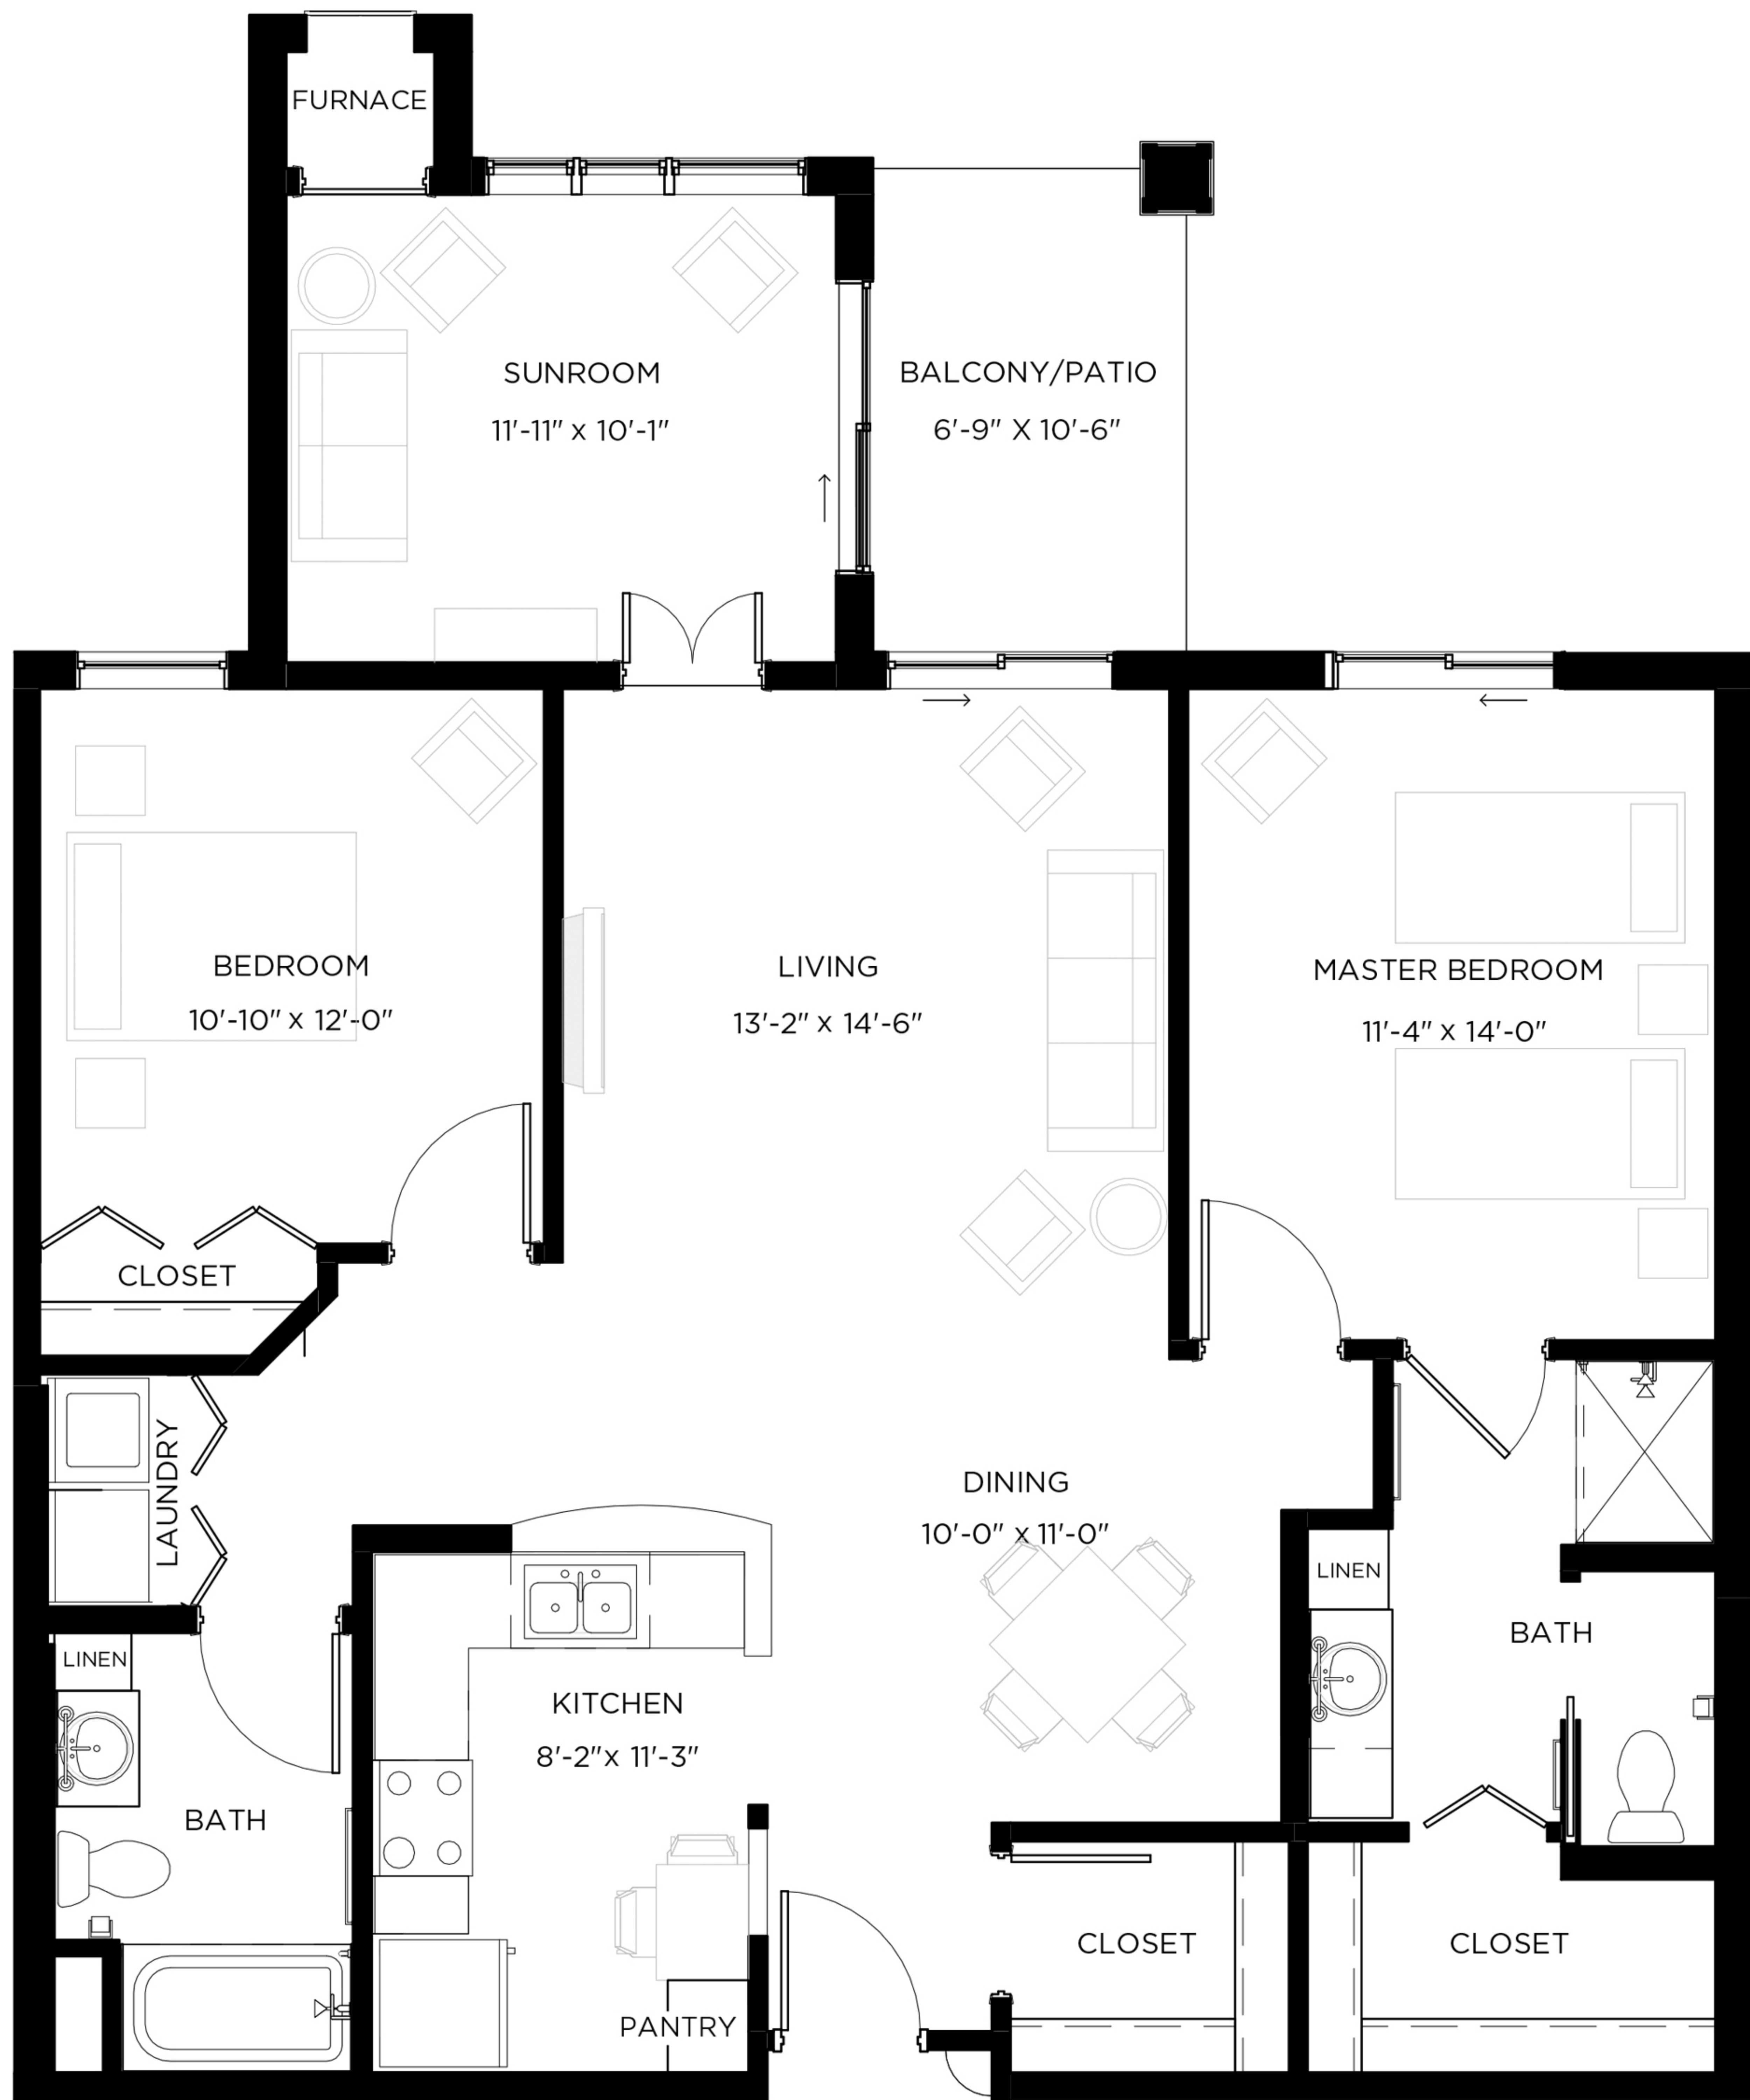 FURNACE
SUNROOM
11'-11" x 10'-1"
BALCONY/PATIO
6'-9" X 10'-6"
BEDROOM
10'-10" x 12'-0"
LIVING
13'-2" x 14'-6"
MASTER BEDROOM
11'-4" x 14'-0"
CLOSET
LAUNDRY
DINING
10'-0" x 11'-0"
LINEN
BATH
LINEN
KITCHEN
8'-2"x 11'-3"
BATH
CLOSET
CLOSET
PANTRY